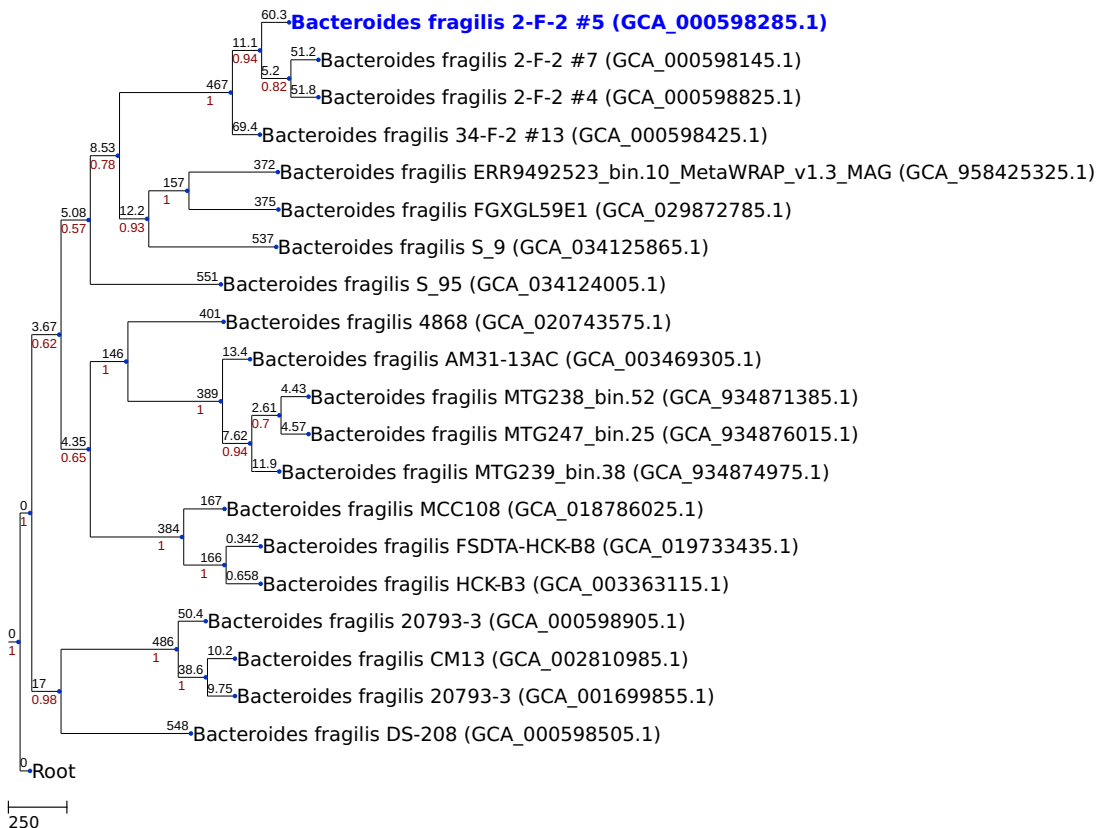 60.3 Bacteroides fragilis 2-F-2 #5 (GCA_000598285.1)
11.1
0.94
51.2 Bacteroides fragilis 2-F-2 #7 (GCA_000598145.1)
5.2
0.82
467
1
51.8 Bacteroides fragilis 2-F-2 #4 (GCA_000598825.1)
69.4 Bacteroides fragilis 34-F-2 #13 (GCA_000598425.1)
8.53
0.78
372 Bacteroides fragilis ERR9492523_bin.10_MetaWRAP_v1.3_MAG (GCA_958425325.1)
157
1
375 Bacteroides fragilis FGXGL59E1 (GCA_029872785.1)
12.2
0.93
5.08
0.57
537 Bacteroides fragilis S_9 (GCA_034125865.1)
551 Bacteroides fragilis S_95 (GCA_034124005.1)
401 Bacteroides fragilis 4868 (GCA_020743575.1)
3.67
0.62
146
1
13.4 Bacteroides fragilis AM31-13AC (GCA_003469305.1)
389
1
4.43 Bacteroides fragilis MTG238_bin.52 (GCA_934871385.1)
2.61
0.7
4.57 Bacteroides fragilis MTG247_bin.25 (GCA_934876015.1)
7.62
0.94
4.35
0.65
11.9 Bacteroides fragilis MTG239_bin.38 (GCA_934874975.1)
167 Bacteroides fragilis MCC108 (GCA_018786025.1)
0
1
384
1
0.342 Bacteroides fragilis FSDTA-HCK-B8 (GCA_019733435.1)
166
1
0.658 Bacteroides fragilis HCK-B3 (GCA_003363115.1)
50.4 Bacteroides fragilis 20793-3 (GCA_000598905.1)
0
1
486
1
10.2 Bacteroides fragilis CM13 (GCA_002810985.1)
38.6
1
17
0.98
9.75 Bacteroides fragilis 20793-3 (GCA_001699855.1)
548 Bacteroides fragilis DS-208 (GCA_000598505.1)
0 Root
250